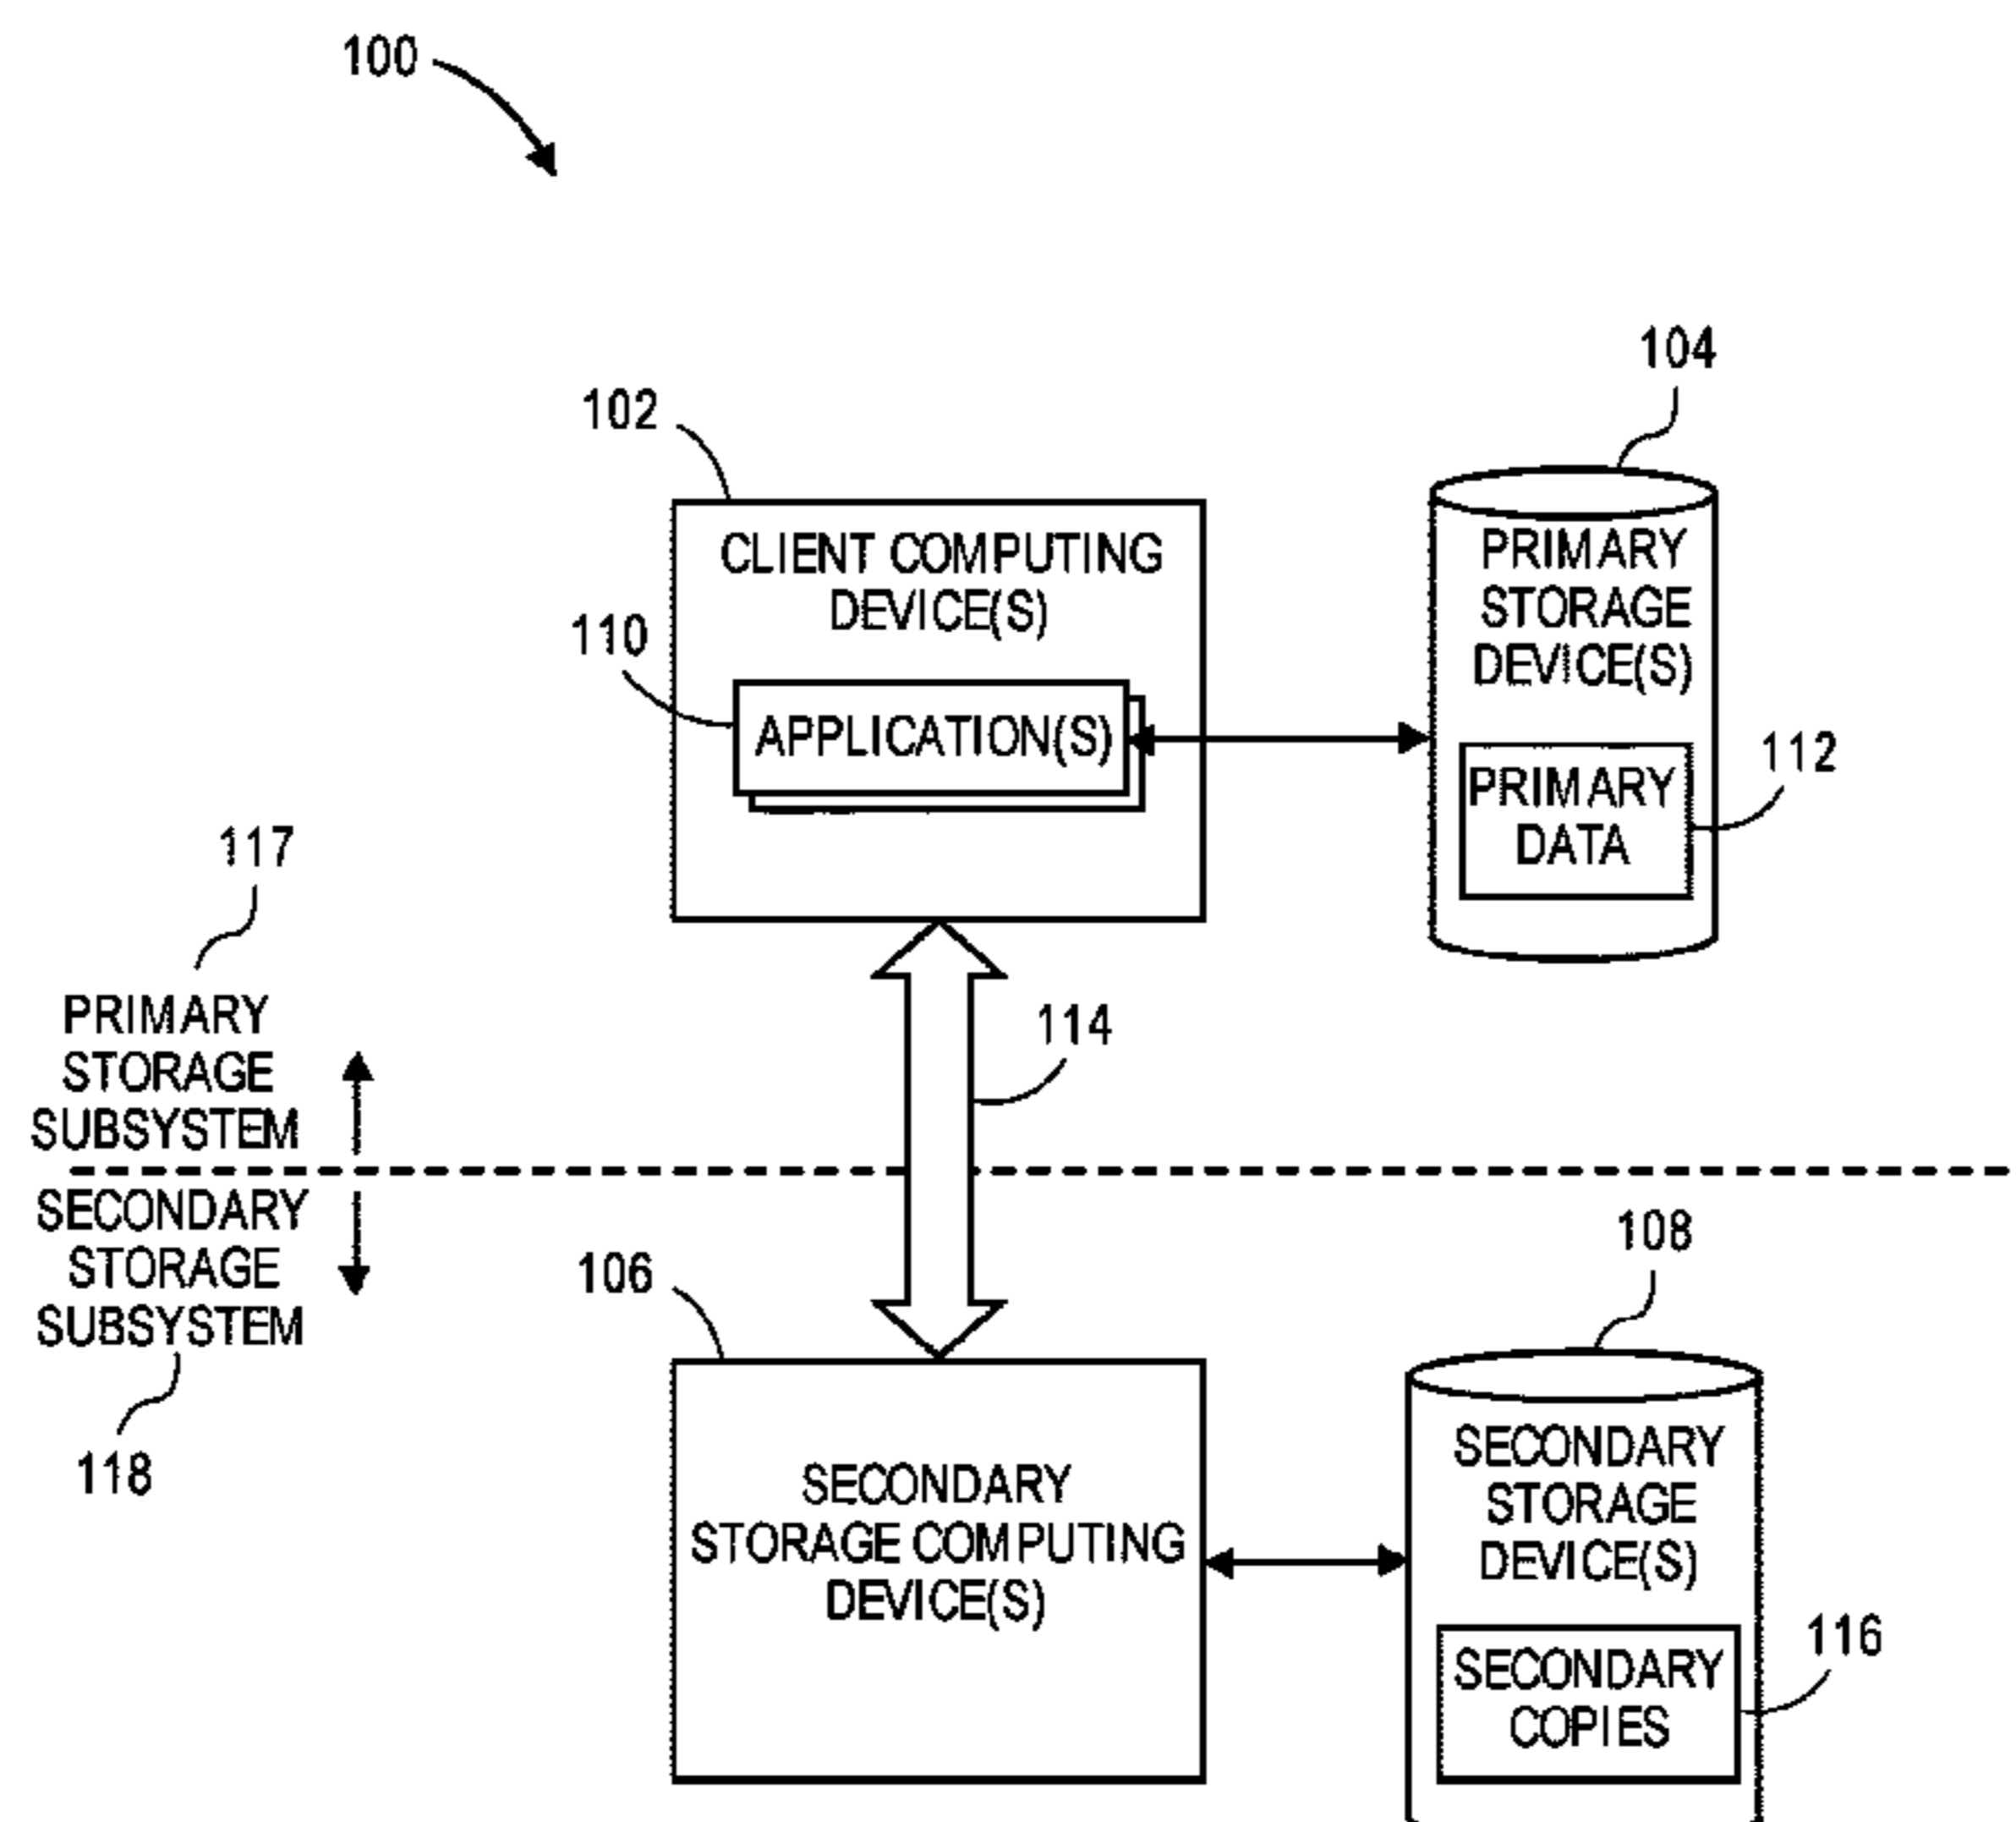 100
104
102
CLIENT COMPUTING
DEVICE(S)
PRIMARY
STORAGE
DEVICE(S)
110
APPLICATION(S)
112
PRIMARY
DATA
117
PRIMARY
STORAGE
SUBSYSTEM
114
SECONDARY
STORAGE
SUBSYSTEM
118
106
108
SECONDARY
STORAGE COMPUTING
DEVICE(S)
SECONDARY
STORAGE
DEVICE(S)
116
SECONDARY
COPIES